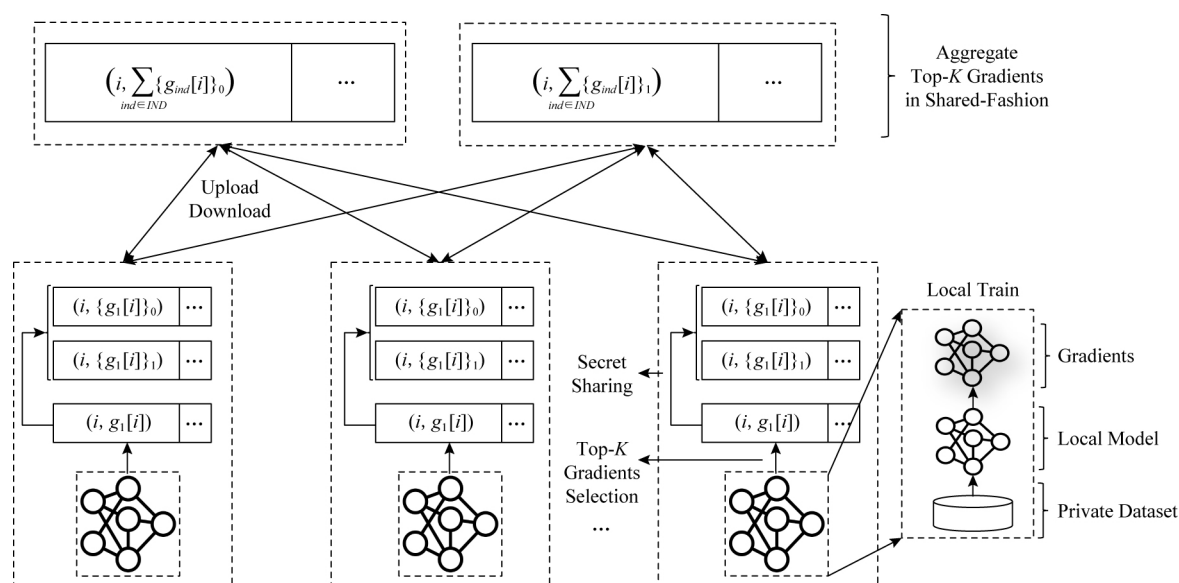 (i, ∑{g_ind[i]}_0)
ind∈IND
...
(i, ∑{g_ind[i]}_1)
ind∈IND
...
Aggregate
Top-K Gradients
in Shared-Fashion
Upload
Download
(i, {g_1[i]}_0)
...
(i, {g_1[i]}_1)
...
(i, g_1[i])
...
(i, {g_1[i]}_0)
...
(i, {g_1[i]}_1)
...
(i, g_1[i])
...
(i, {g_1[i]}_0)
...
(i, {g_1[i]}_1)
...
(i, g_1[i])
...
Secret
Sharing
Top-K
Gradients
Selection
...
Local Train
Gradients
Local Model
Private Dataset